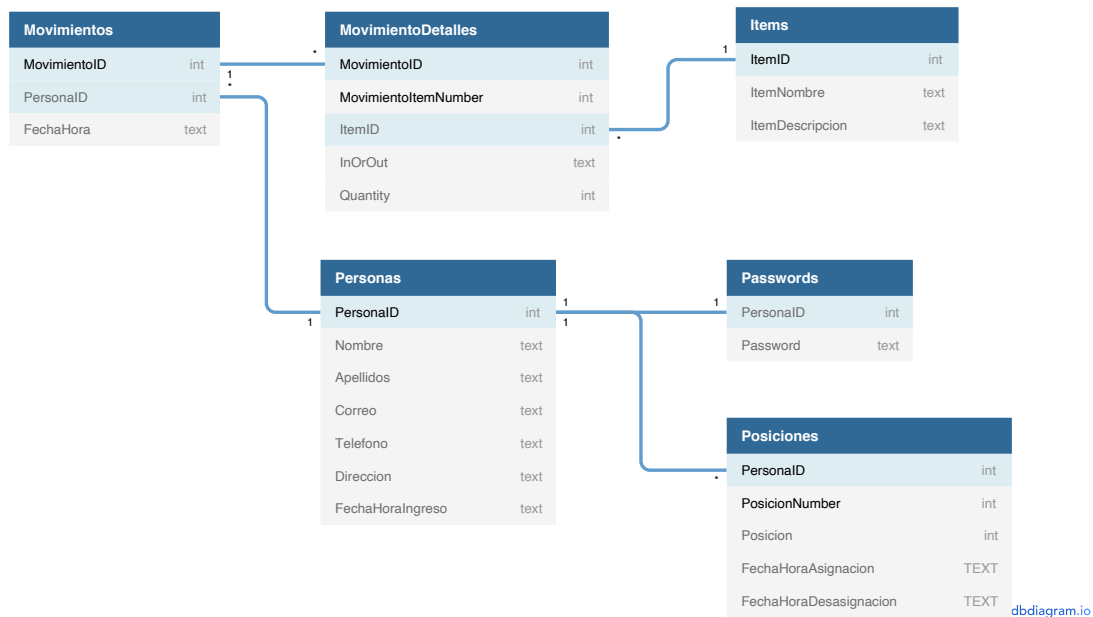 Movimientos
MovimientoID int
PersonaID int
FechaHora text
1
*
*
MovimientoDetalles
MovimientoID int
MovimientoItemNumber int
ItemID int
InOrOut text
Quantity int
*
1
Items
ItemID int
ItemNombre text
ItemDescripcion text
1
Personas
PersonaID int
Nombre text
Apellidos text
Correo text
Telefono text
Direccion text
FechaHoraIngreso text
1
1
1
Passwords
PersonaID int
Password text
*
Posiciones
PersonaID int
PosicionNumber int
Posicion int
FechaHoraAsignacion TEXT
FechaHoraDesasignacion TEXT
dbdiagram.io